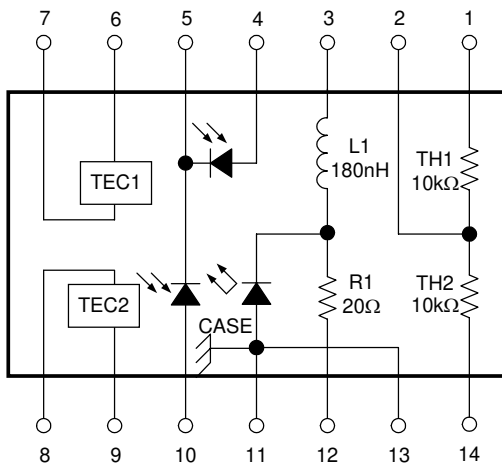 7 6 5 4 3 2 1
L1
180nH
TH1
10kΩ
TEC1
TEC2
R1
20Ω
TH2
10kΩ
CASE
8 9 10 11 12 13 14